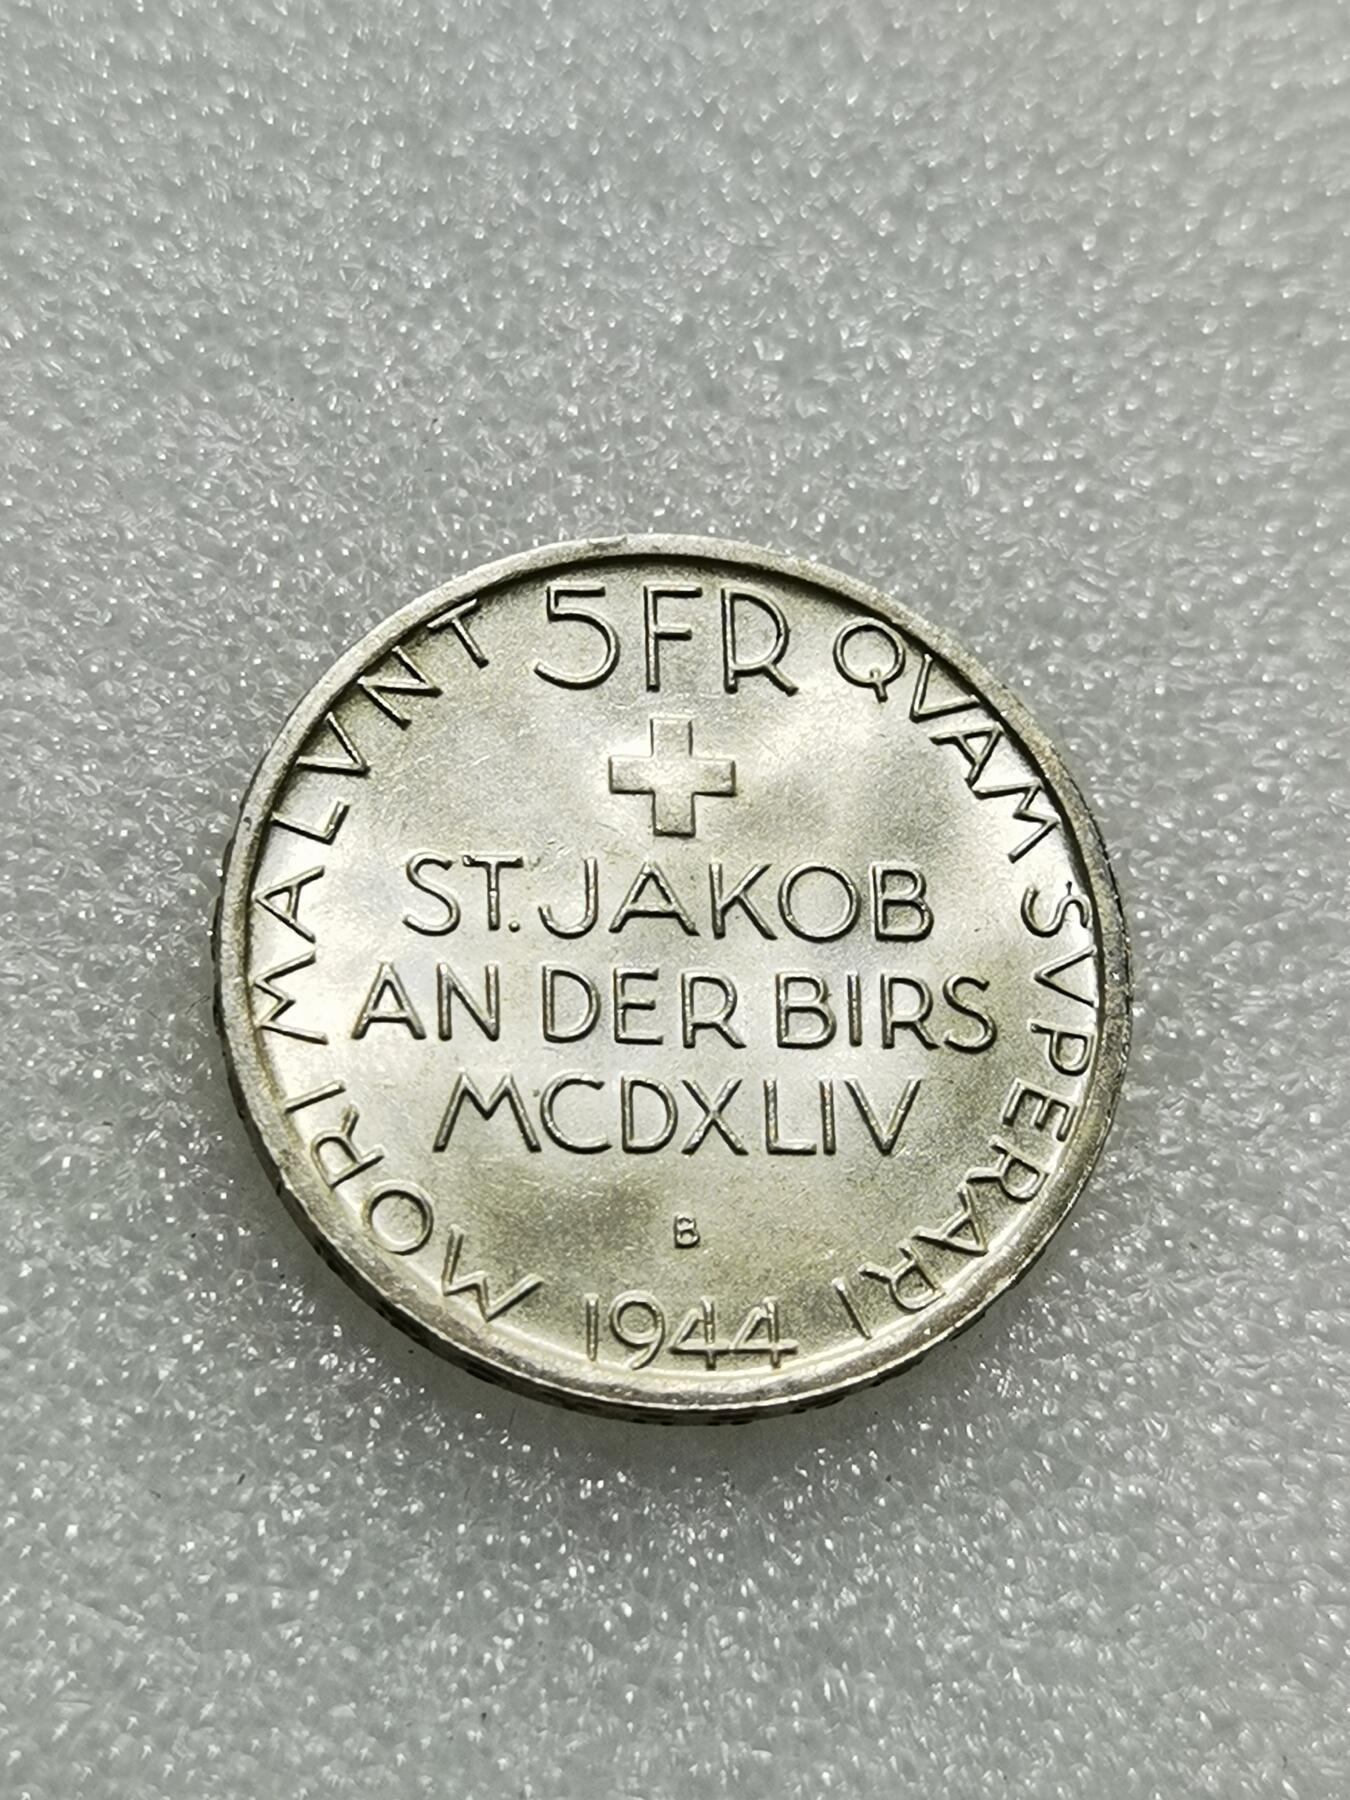 5FR
ST. JAKOB
AN DER BIRS
MCDXLIV
B
1944
MORI MALVNT QVAM SVPERARI